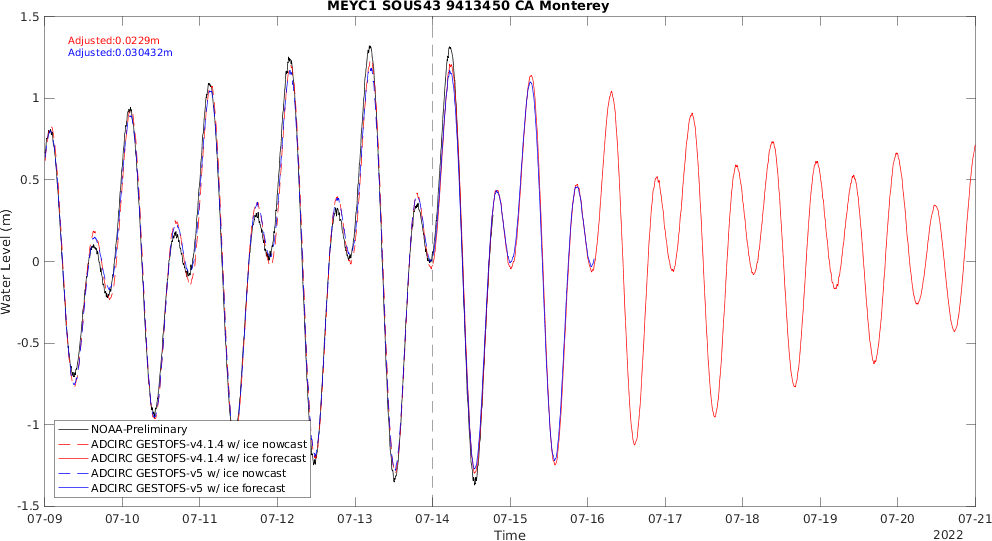 MEYC1 SOUS43 9413450 CA Monterey
Adjusted:0.0229m
Adjusted:0.030432m
Water Level (m)
1.5
1
0.5
0
-0.5
-1
-1.5
NOAA-Preliminary
ADCIRC GESTOFS-v4.1.4 w/ ice nowcast
ADCIRC GESTOFS-v4.1.4 w/ ice forecast
ADCIRC GESTOFS-v5 w/ ice nowcast
ADCIRC GESTOFS-v5 w/ ice forecast
07-09 07-10 07-11 07-12 07-13 07-14 07-15 07-16 07-17 07-18 07-19 07-20 07-21
Time
2022